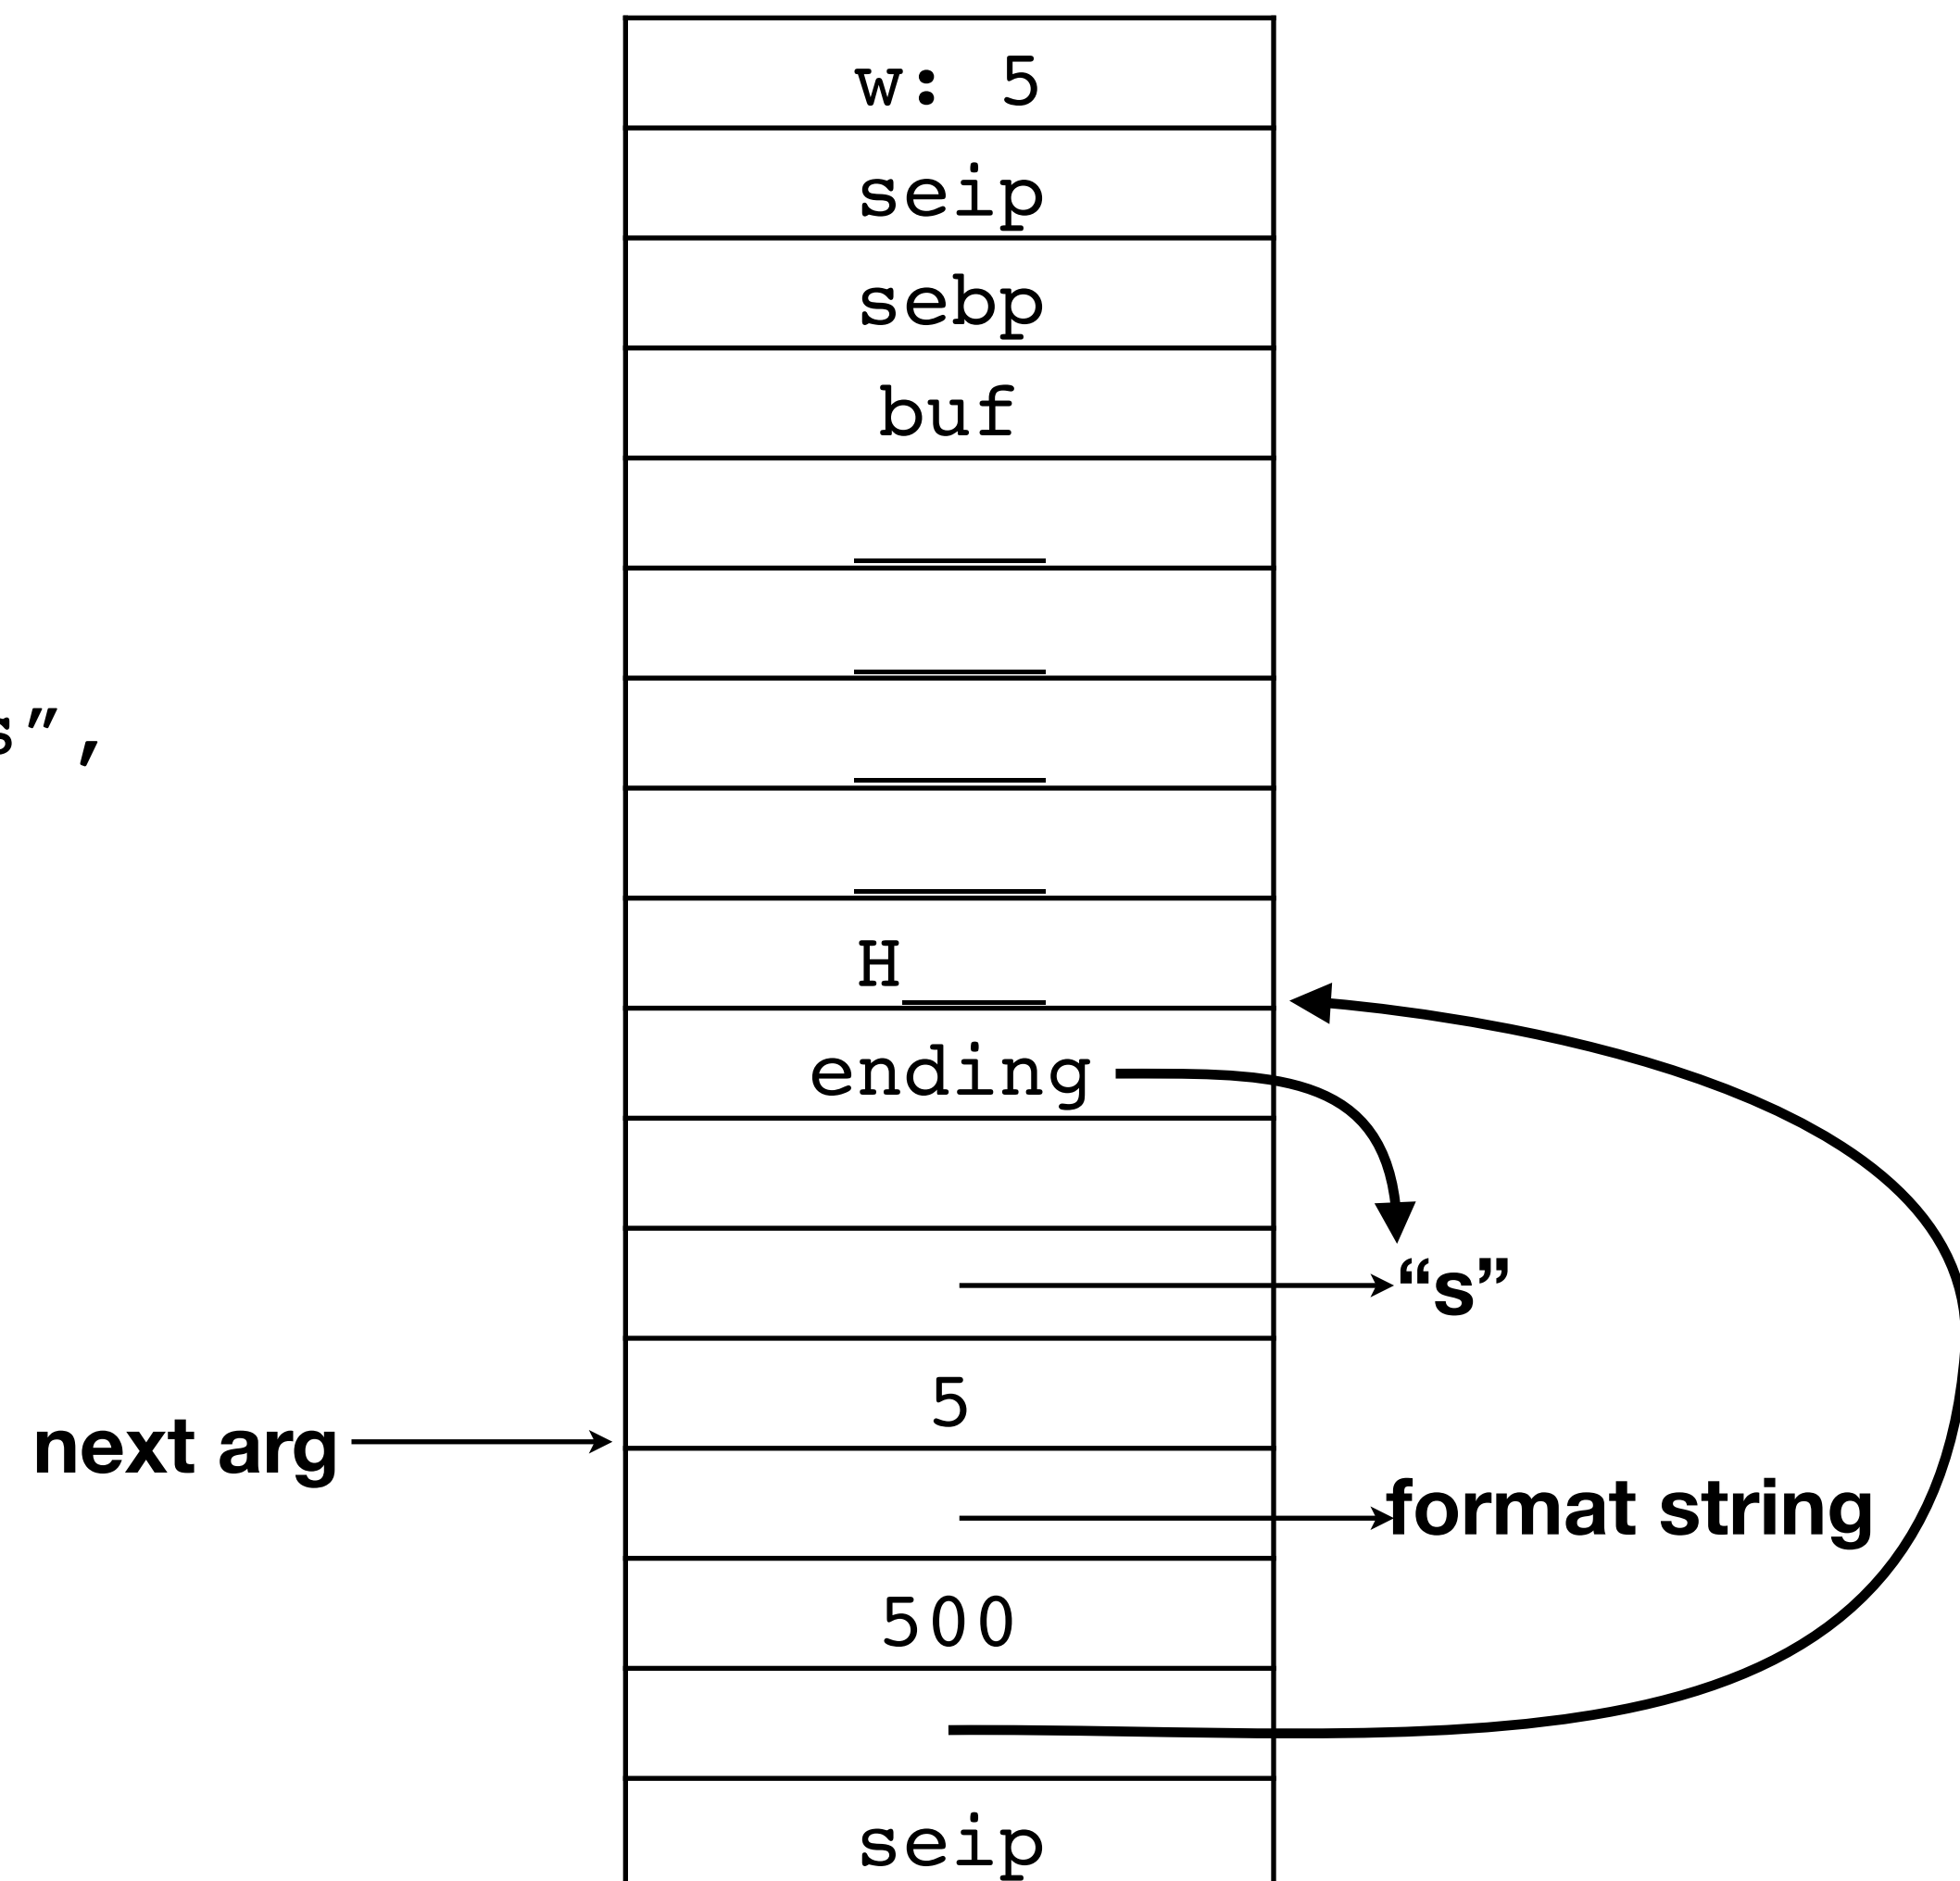 w: 5
seip
sebp
buf
____
____
s”,
____
____
H___
ending
“s”
5
next arg
format string
500
seip